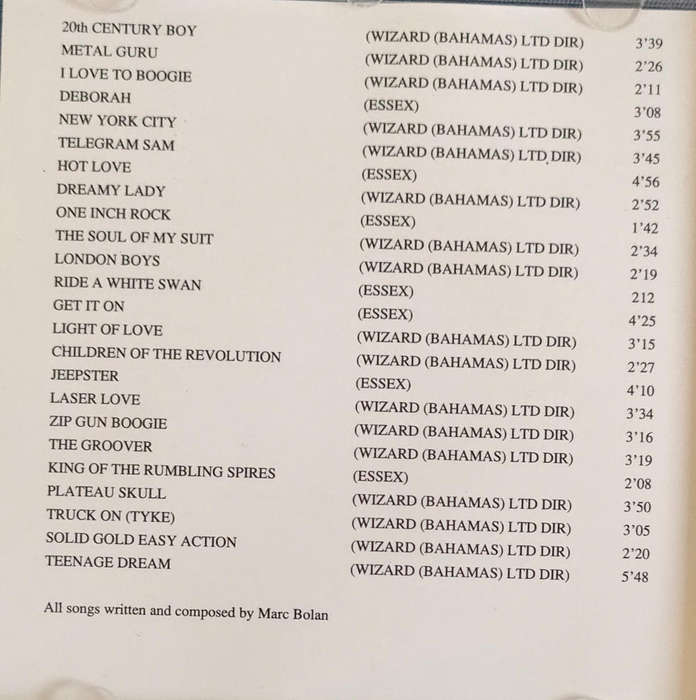 20th CENTURY BOY (WIZARD (BAHAMAS) LTD DIR) 3'39
METAL GURU (WIZARD (BAHAMAS) LTD DIR) 2'26
I LOVE TO BOOGIE (WIZARD (BAHAMAS) LTD DIR) 2'11
DEBORAH (ESSEX) 3'08
NEW YORK CITY (WIZARD (BAHAMAS) LTD DIR) 3'55
TELEGRAM SAM (WIZARD (BAHAMAS) LTD DIR) 3'45
HOT LOVE (ESSEX) 4'56
DREAMY LADY (WIZARD (BAHAMAS) LTD DIR) 2'52
ONE INCH ROCK (ESSEX) 1'42
THE SOUL OF MY SUIT (WIZARD (BAHAMAS) LTD DIR) 2'34
LONDON BOYS (WIZARD (BAHAMAS) LTD DIR) 2'19
RIDE A WHITE SWAN (ESSEX) 212
GET IT ON (ESSEX) 4'25
LIGHT OF LOVE (WIZARD (BAHAMAS) LTD DIR) 3'15
CHILDREN OF THE REVOLUTION (WIZARD (BAHAMAS) LTD DIR) 2'27
JEEPSTER (ESSEX) 4'10
LASER LOVE (WIZARD (BAHAMAS) LTD DIR) 3'34
ZIP GUN BOOGIE (WIZARD (BAHAMAS) LTD DIR) 3'16
THE GROOVER (WIZARD (BAHAMAS) LTD DIR) 3'19
KING OF THE RUMBLING SPIRES (ESSEX) 2'08
PLATEAU SKULL (WIZARD (BAHAMAS) LTD DIR) 3'50
TRUCK ON (TYKE) (WIZARD (BAHAMAS) LTD DIR) 3'05
SOLID GOLD EASY ACTION (WIZARD (BAHAMAS) LTD DIR) 2'20
TEENAGE DREAM (WIZARD (BAHAMAS) LTD DIR) 5'48
All songs written and composed by Marc Bolan